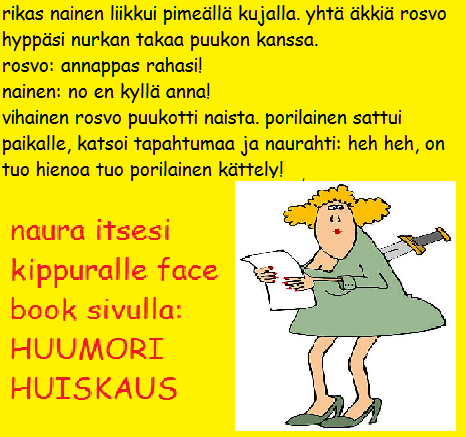 rikas nainen liikkui pimeällä kujalla. yhtä äkkiä rosvo
hyppäsi nurkan takaa puukon kanssa.
rosvo: annappas rahasi!
nainen: no en kyllä anna!
vihainen rosvo puukotti naista. porilainen sattui
paikalle, katsoi tapahtumaa ja naurahti: heh heh, on
tuo hienoa tuo porilainen kättely!
naura itsesi
kippuralle face
book sivulla:
HUUMORI
HUISKAUS